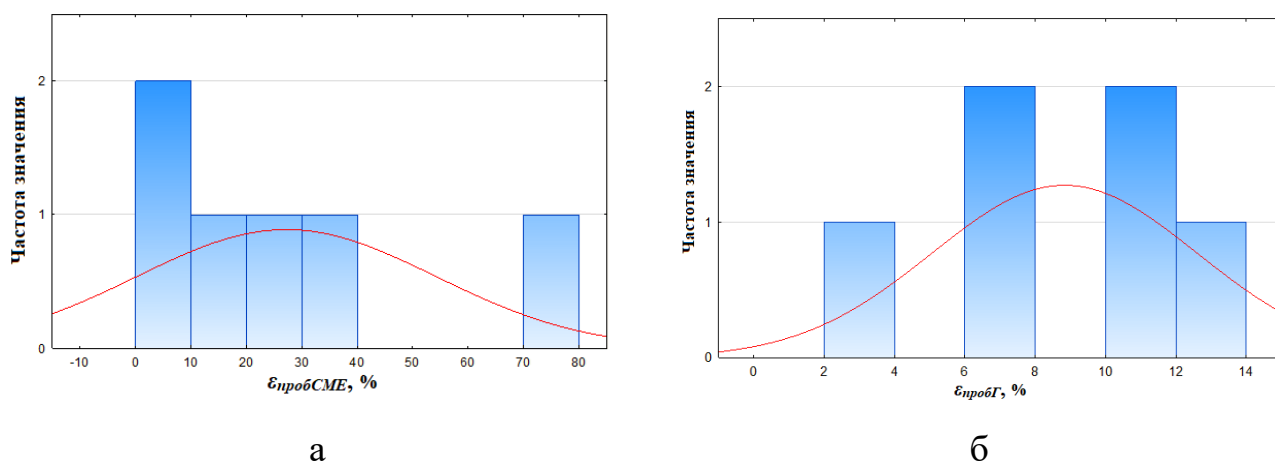 Частота значения
2
1
0
-10 0 10 20 30 40 50 60 70 80
εпробСМЕ, %
а
Частота значения
2
1
0
0 2 4 6 8 10 12 14
εпробГ, %
б